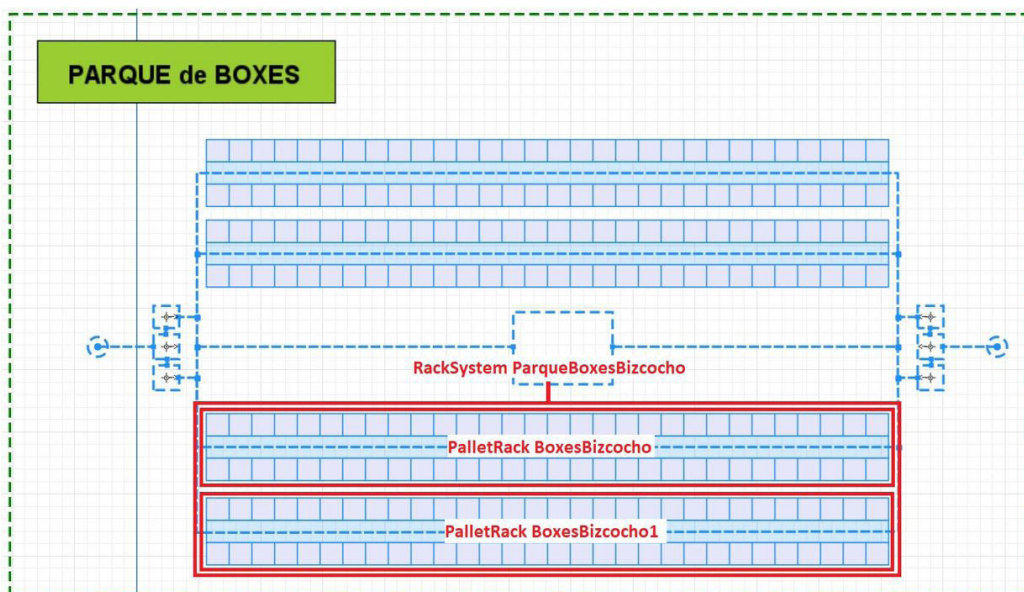 PARQUE de BOXES
RackSystem ParqueBoxesBizcocho
PalletRack BoxesBizcocho
PalletRack BoxesBizcocho1